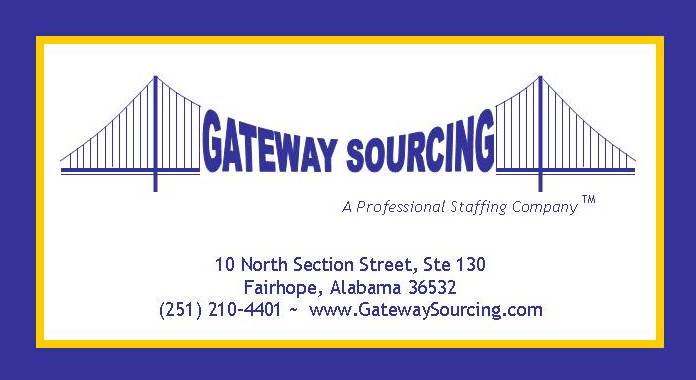 GATEWAY SOURCING
A Professional Staffing Company TM
10 North Section Street, Ste 130
Fairhope, Alabama 36532
(251) 210-4401 ~ www.GatewaySourcing.com